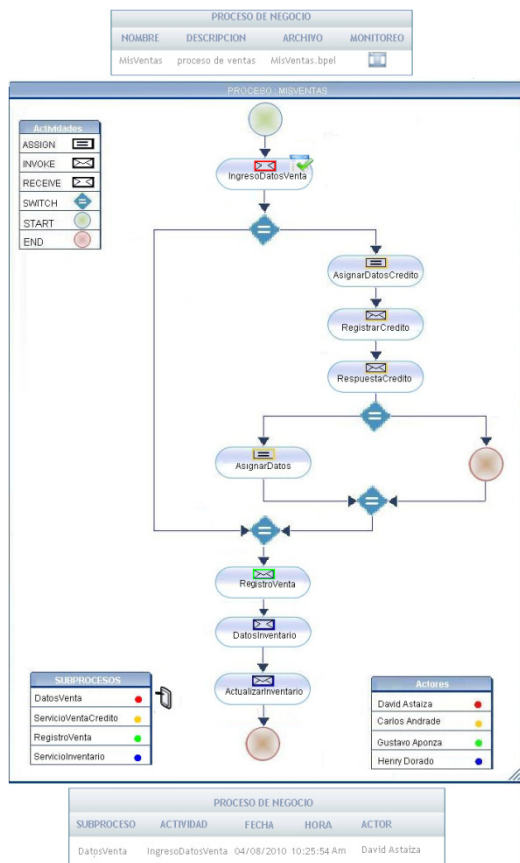 PROCESO DE NEGOCIO
NOMBRE DESCRIPCION ARCHIVO MONITOREO
MisVentas proceso de ventas MisVentas.bpel
PROCESO : MISVENTAS
Actividades
ASSIGN
INVOKE
RECEIVE
SWITCH
START
END
IngresoDatosVenta
AsignarDatosCredito
RegistrarCredito
RespuestaCredito
AsignarDatos
RegistroVenta
DatosInventario
ActualizarInventario
SUBPROCESOS
DatosVenta
ServicioVentaCredito
RegistroVenta
ServicioInventario
Actores
David Astaiza
Carlos Andrade
Gustavo Aponza
Henry Dorado
PROCESO DE NEGOCIO
SUBPROCESO ACTIVIDAD FECHA HORA ACTOR
DatosVenta IngresoDatosVenta 04/08/2010 10:25:54 Am David Astaiza